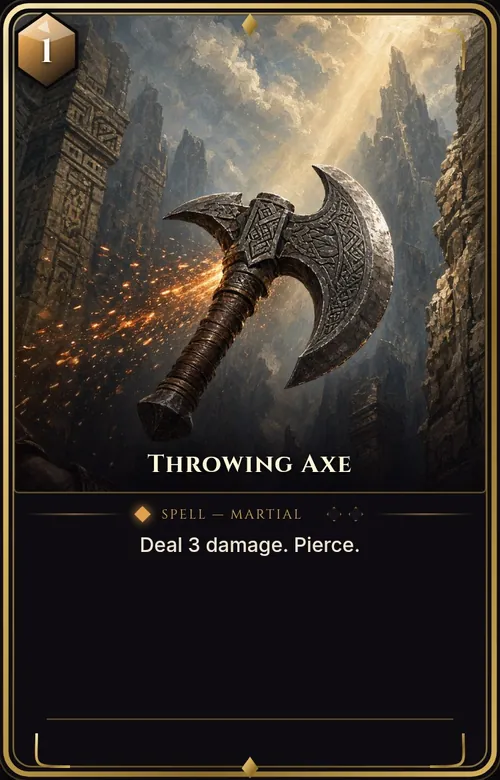 1
THROWING AXE
SPELL — MARTIAL
Deal 3 damage. Pierce.